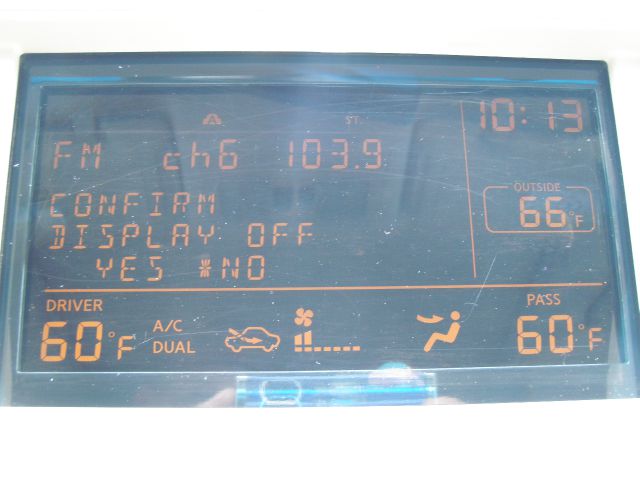 ST. 10:13
FM ch6 103.9
CONFIRM
DISPLAY OFF
YES *NO
OUTSIDE
66°F
DRIVER
60°F
A/C
DUAL
PASS
60°F